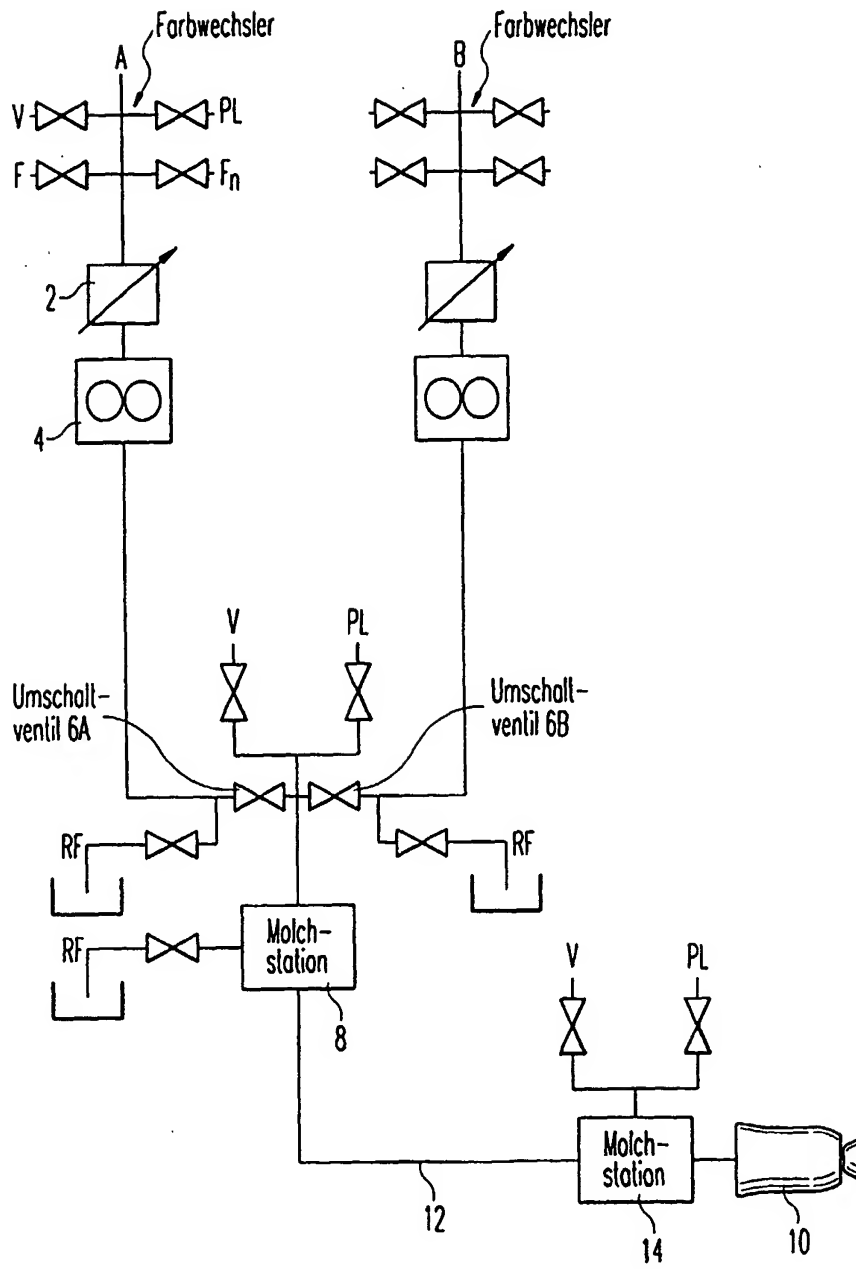 Farbwechsler
Farbwechsler
A
B
V
PL
F
Fn
2
4
V
PL
Umschalt-
ventil 6A
Umschalt-
ventil 6B
RF
RF
RF
Molch-
station
8
V
PL
Molch-
station
12
14
10